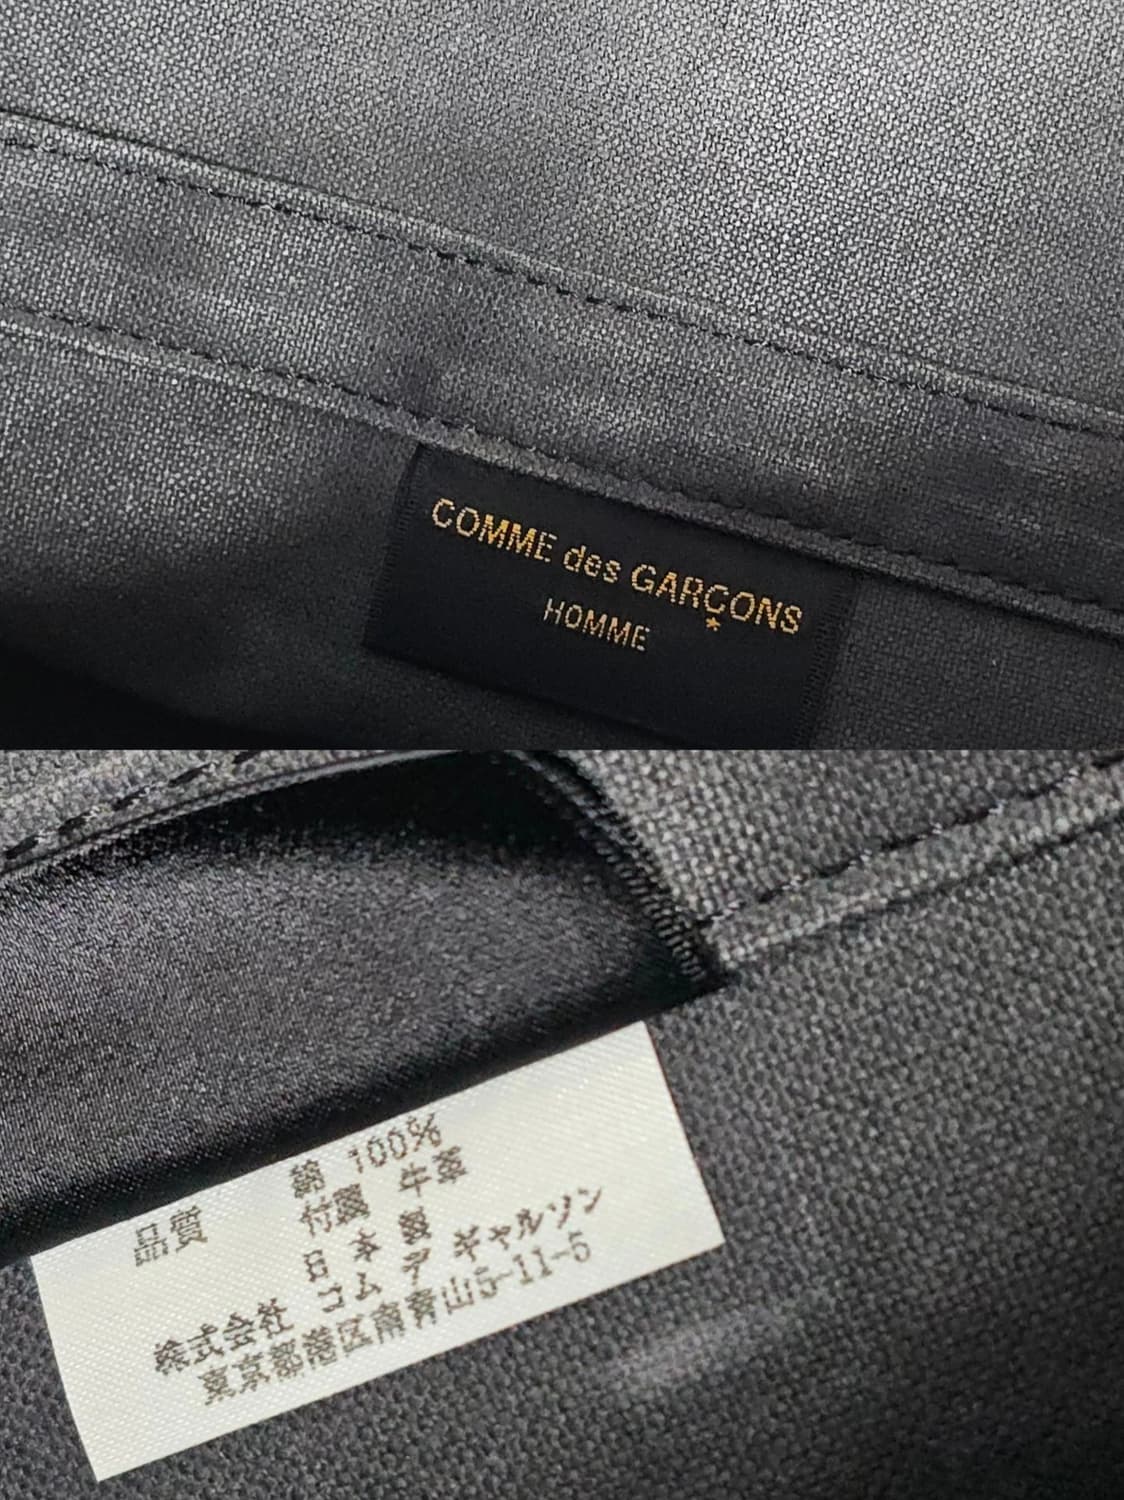 COMME des GARÇONS
HOMME
品質 綿 100%
付属 牛革
日本製
株式会社 コムデギャルソン
東京都港区南青山5-11-5